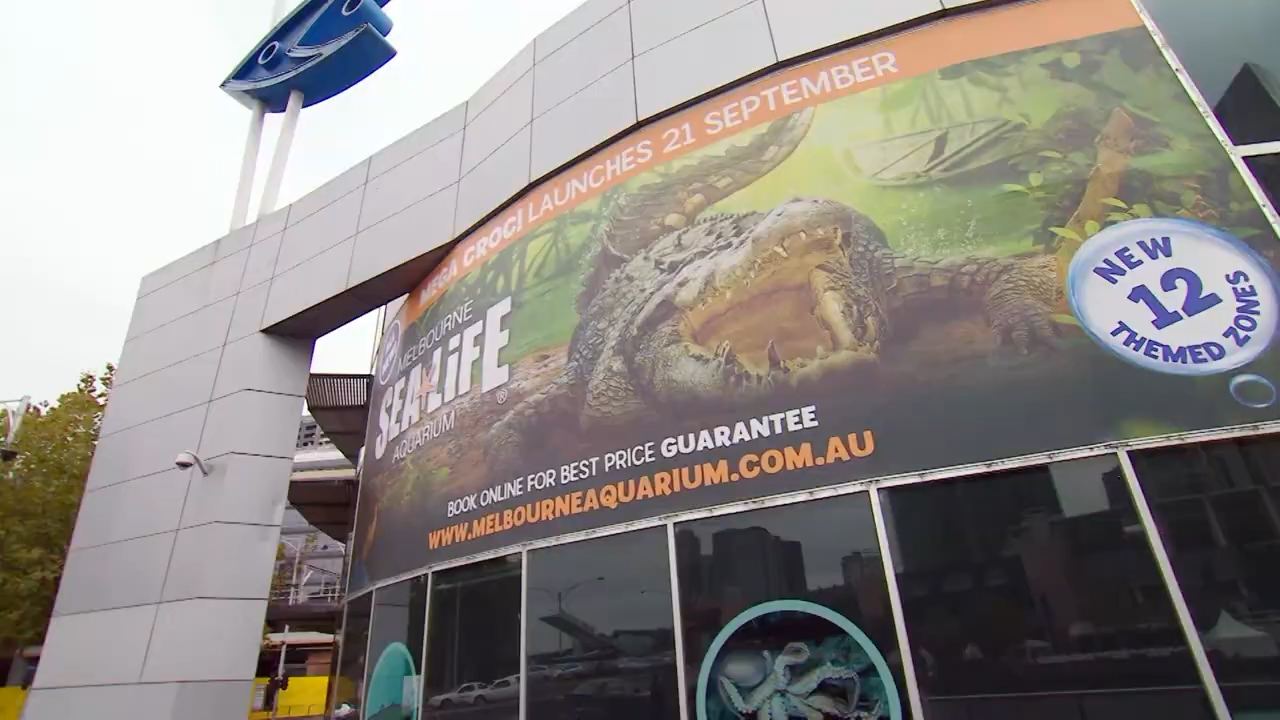 MEGA CROC! LAUNCHES 21 SEPTEMBER
MELBOURNE
SEA LiFE
®
AQUARIUM
NEW
12
THEMED ZONES
BOOK ONLINE FOR BEST PRICE GUARANTEE
WWW.MELBOURNEAQUARIUM.COM.AU